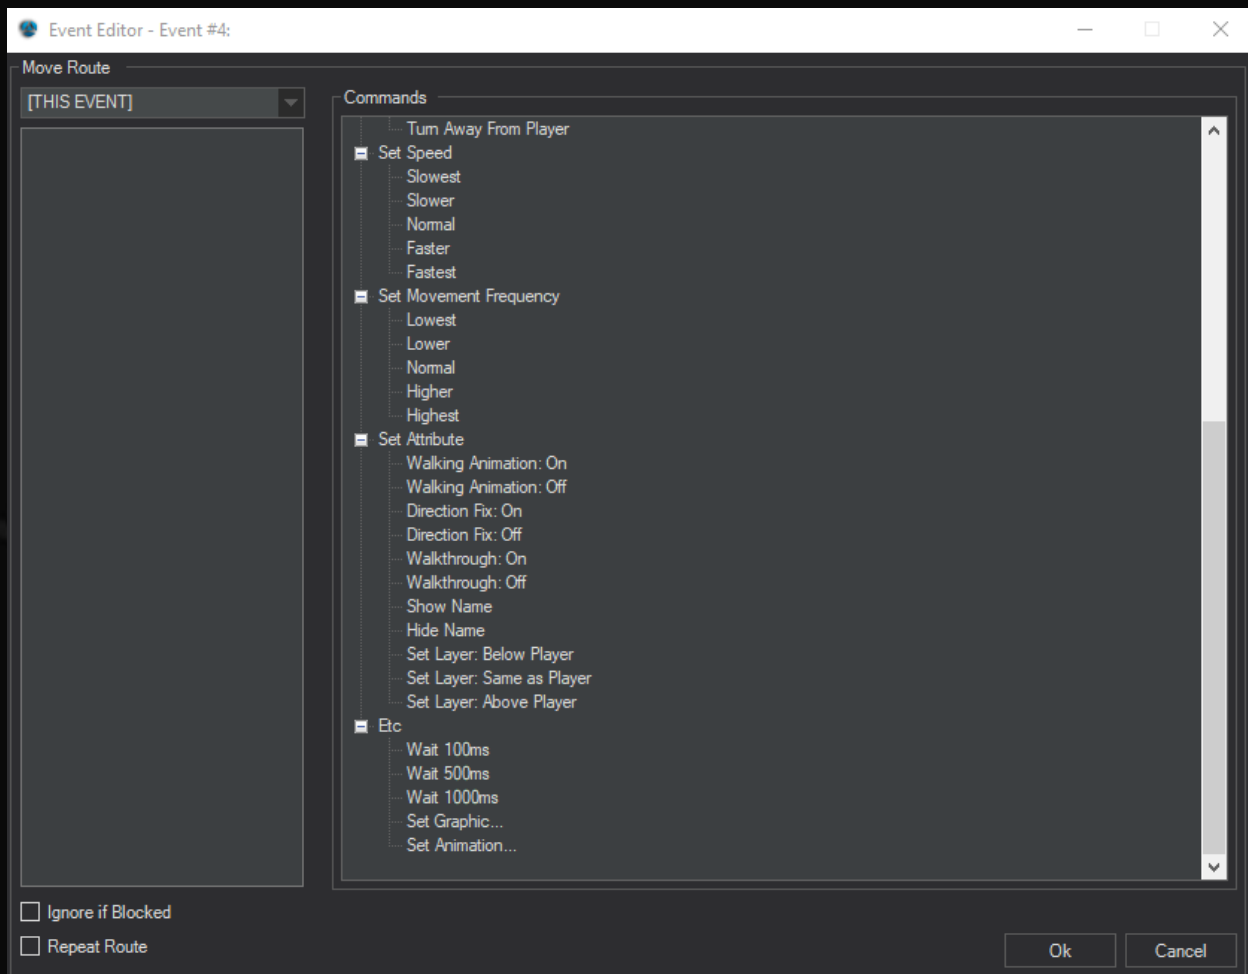 Event Editor - Event #4:
Move Route
[THIS EVENT]
Commands
Turn Away From Player
Set Speed
Slowest
Slower
Normal
Faster
Fastest
Set Movement Frequency
Lowest
Lower
Normal
Higher
Highest
Set Attribute
Walking Animation: On
Walking Animation: Off
Direction Fix: On
Direction Fix: Off
Walkthrough: On
Walkthrough: Off
Show Name
Hide Name
Set Layer: Below Player
Set Layer: Same as Player
Set Layer: Above Player
Etc
Wait 100ms
Wait 500ms
Wait 1000ms
Set Graphic...
Set Animation...
Ignore if Blocked
Repeat Route
Ok
Cancel